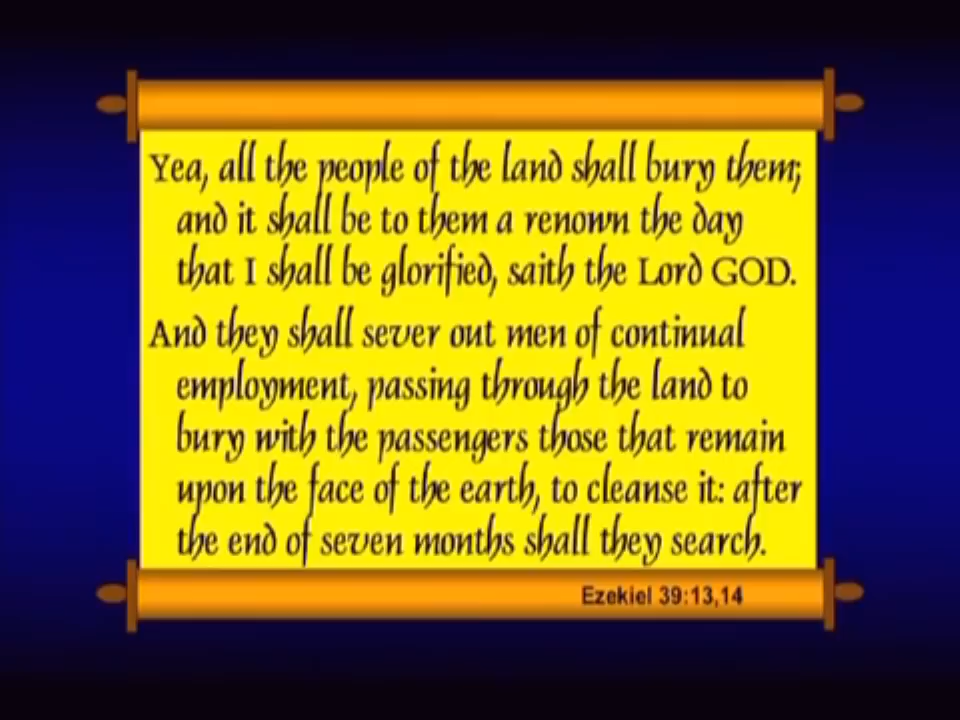 Yea, all the people of the land shall bury them;
and it shall be to them a renown the day
that I shall be glorified, saith the Lord GOD.
And they shall sever out men of continual
employment, passing through the land to
bury with the passengers those that remain
upon the face of the earth, to cleanse it: after
the end of seven months shall they search.
Ezekiel 39:13,14